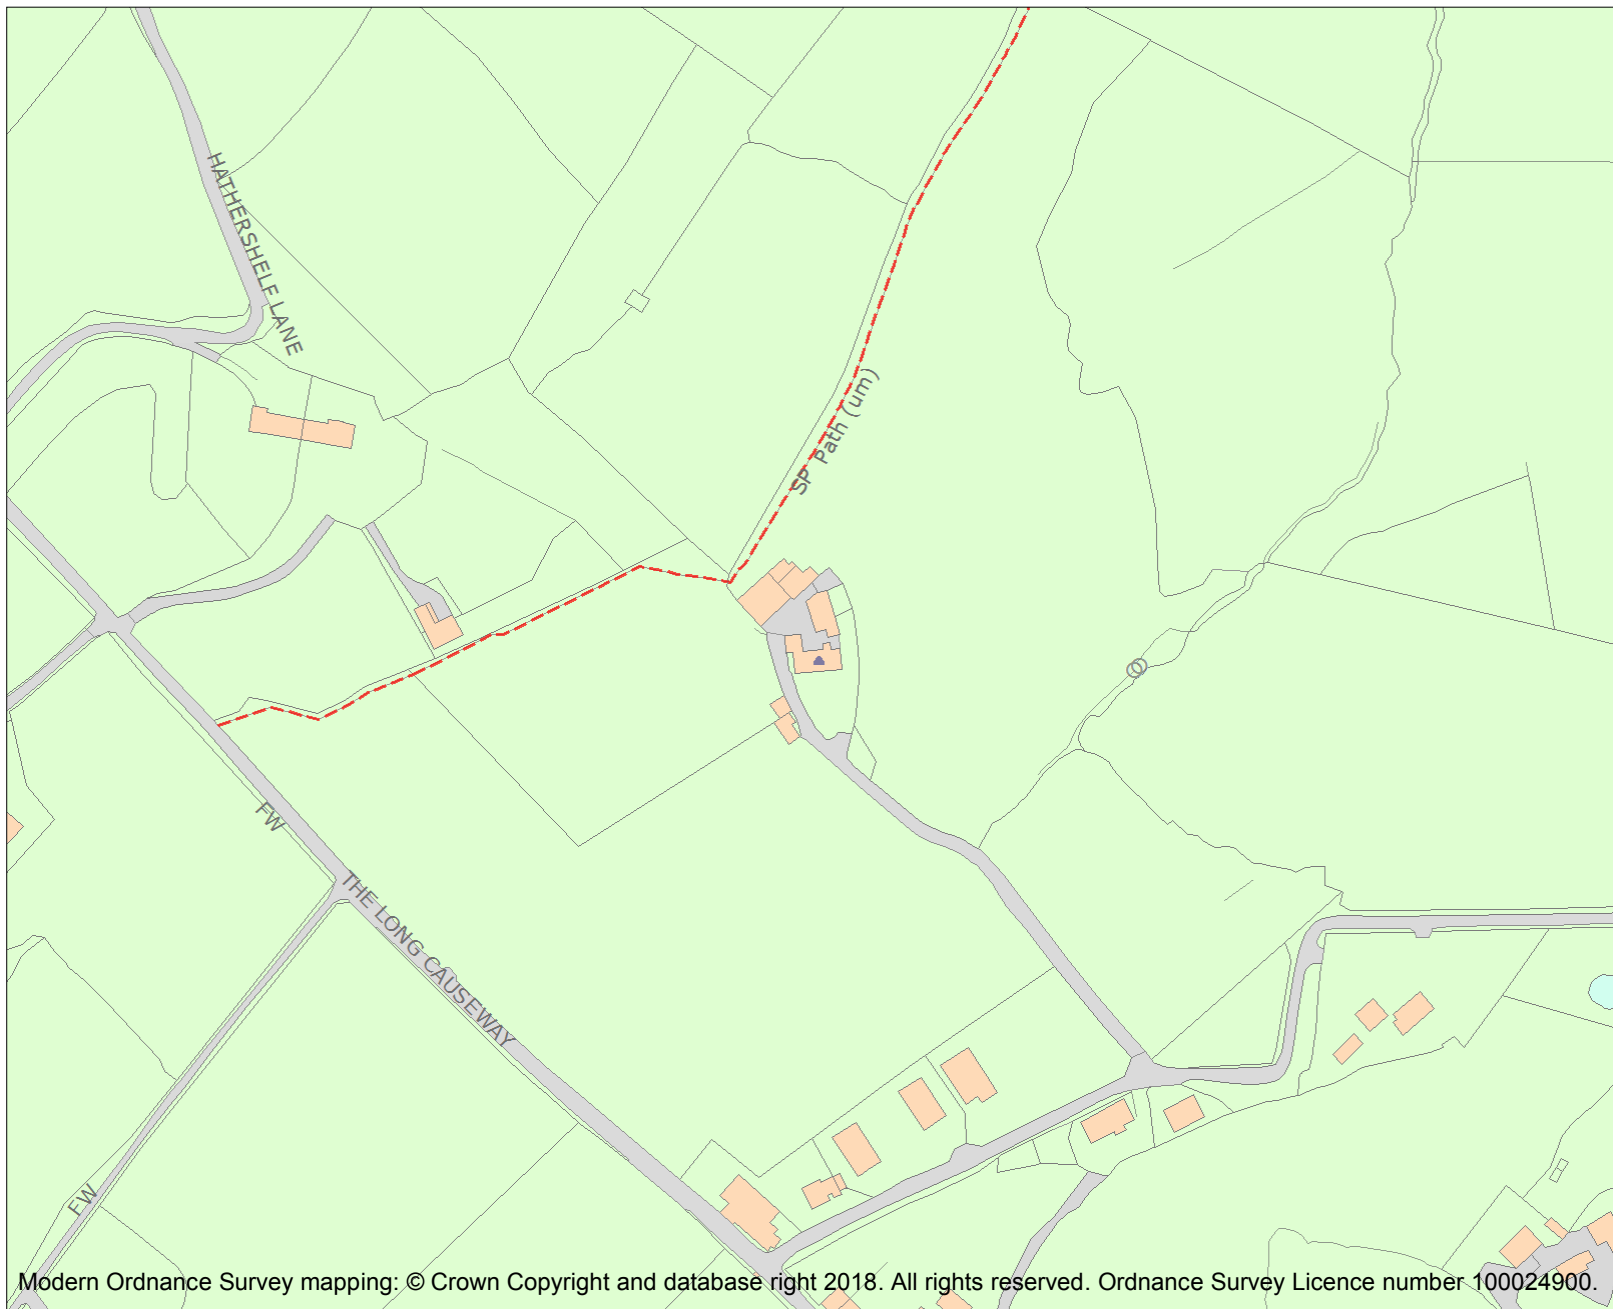 HATHERSHELF LANE
SP Path (um)
FW
THE LONG CAUSEWAY
FW
Modern Ordnance Survey mapping: © Crown Copyright and database right 2018. All rights reserved. Ordnance Survey Licence number 100024900.